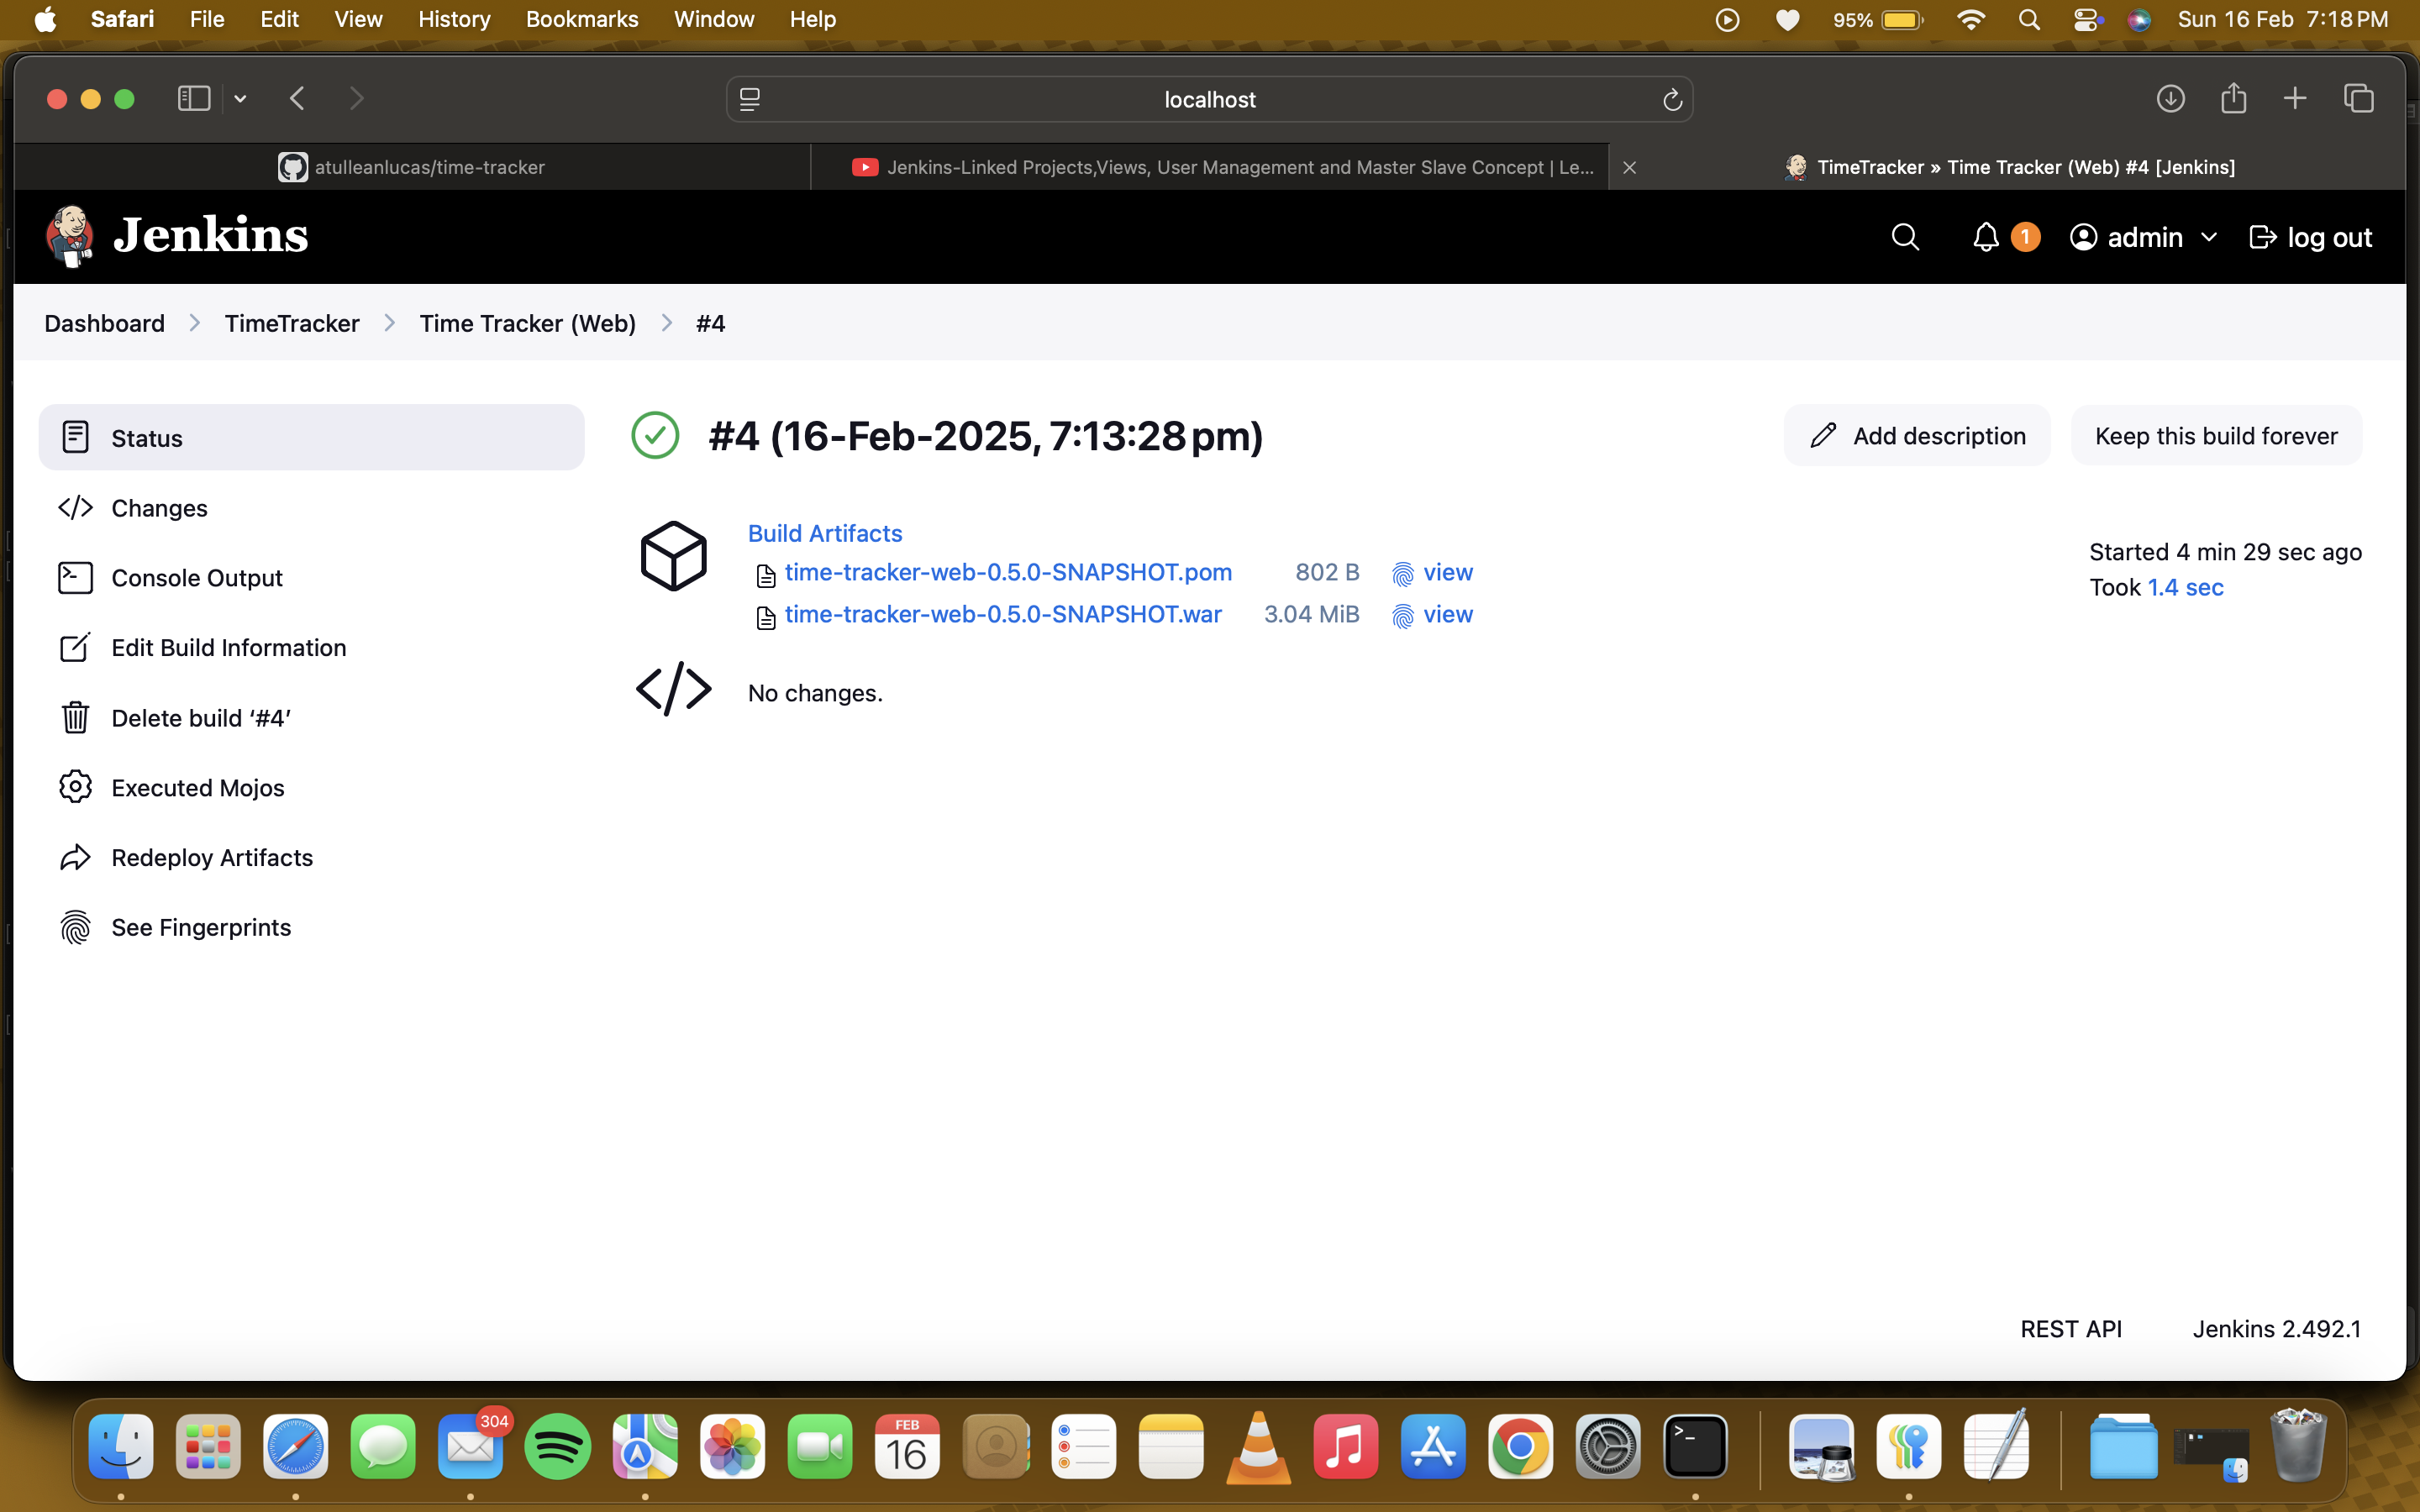 Safari File Edit View History Bookmarks Window Help 95% Sun 16 Feb 7:18 PM
localhost
atulleanlucas/time-tracker
Jenkins-Linked Projects,Views, User Management and Master Slave Concept | Le...
TimeTracker » Time Tracker (Web) #4 [Jenkins]
Jenkins
1 admin log out
Dashboard TimeTracker Time Tracker (Web) #4
Status
Changes
Console Output
Edit Build Information
Delete build ‘#4’
Executed Mojos
Redeploy Artifacts
See Fingerprints
#4 (16-Feb-2025, 7:13:28 pm)
Add description
Keep this build forever
Build Artifacts
time-tracker-web-0.5.0-SNAPSHOT.pom 802 B view
time-tracker-web-0.5.0-SNAPSHOT.war 3.04 MiB view
No changes.
Started 4 min 29 sec ago
Took 1.4 sec
REST API Jenkins 2.492.1
304
FEB
16